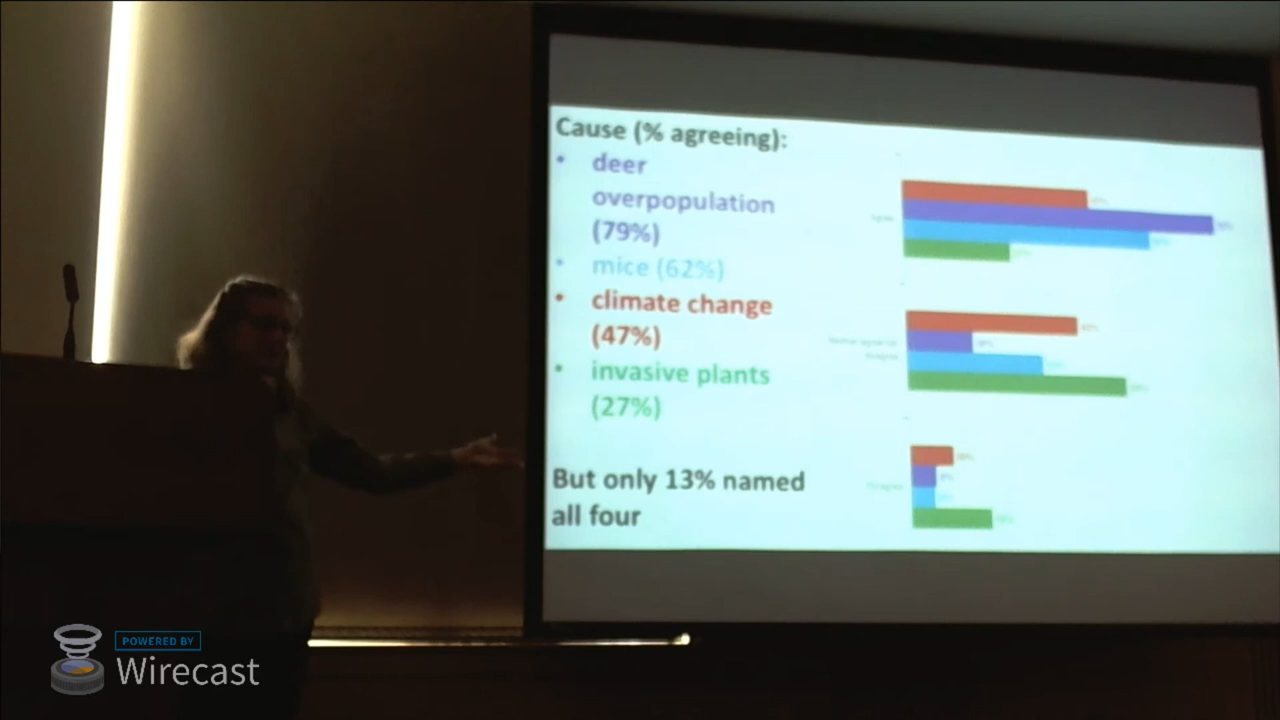 Cause (% agreeing):
• deer
overpopulation
(79%)
• mice (62%)
• climate change
(47%)
• invasive plants
(27%)
But only 13% named
all four
POWERED BY
Wirecast